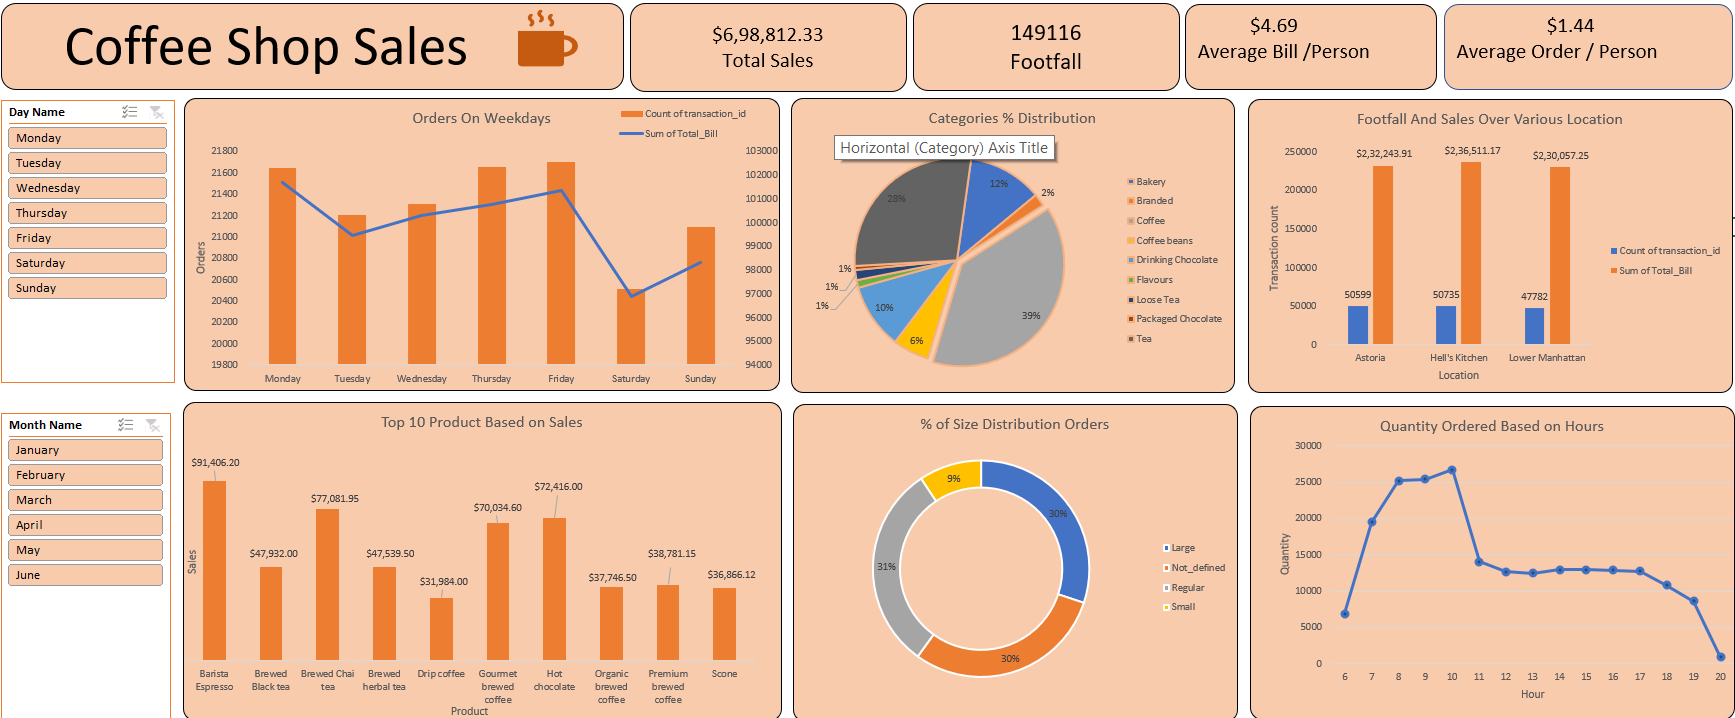 Coffee Shop Sales
$6,98,812.33
Total Sales
149116
Footfall
$4.69
Average Bill /Person
$1.44
Average Order / Person
Day Name
Monday
Tuesday
Wednesday
Thursday
Friday
Saturday
Sunday
Month Name
January
February
March
April
May
June
Orders On Weekdays
Count of transaction_id
Sum of Total_Bill
Orders
21800
21600
21400
21200
21000
20800
20600
20400
20200
20000
19800
103000
102000
101000
100000
99000
98000
97000
96000
95000
94000
Monday Tuesday Wednesday Thursday Friday Saturday Sunday
Categories % Distribution
Horizontal (Category) Axis Title
28%
12%
2%
39%
6%
10%
1%
1%
1%
Bakery
Branded
Coffee
Coffee beans
Drinking Chocolate
Flavours
Loose Tea
Packaged Chocolate
Tea
Footfall And Sales Over Various Location
Transaction count
250000
200000
150000
100000
50000
0
$2,32,243.91 $2,36,511.17 $2,30,057.25
50599 50735 47782
Astoria Hell's Kitchen Lower Manhattan
Location
Count of transaction_id
Sum of Total_Bill
Top 10 Product Based on Sales
Sales
$91,406.20
$47,932.00
$77,081.95
$47,539.50
$31,984.00
$70,034.60
$72,416.00
$37,746.50
$38,781.15
$36,866.12
Barista
Espresso
Brewed
Black tea
Brewed Chai
tea
Brewed
herbal tea
Drip coffee
Gourmet
brewed
coffee
Hot
chocolate
Organic
brewed
coffee
Premium
brewed
coffee
Scone
Product
% of Size Distribution Orders
9%
30%
31%
30%
Large
Not_defined
Regular
Small
Quantity Ordered Based on Hours
Quantity
30000
25000
20000
15000
10000
5000
0
6 7 8 9 10 11 12 13 14 15 16 17 18 19 20
Hour